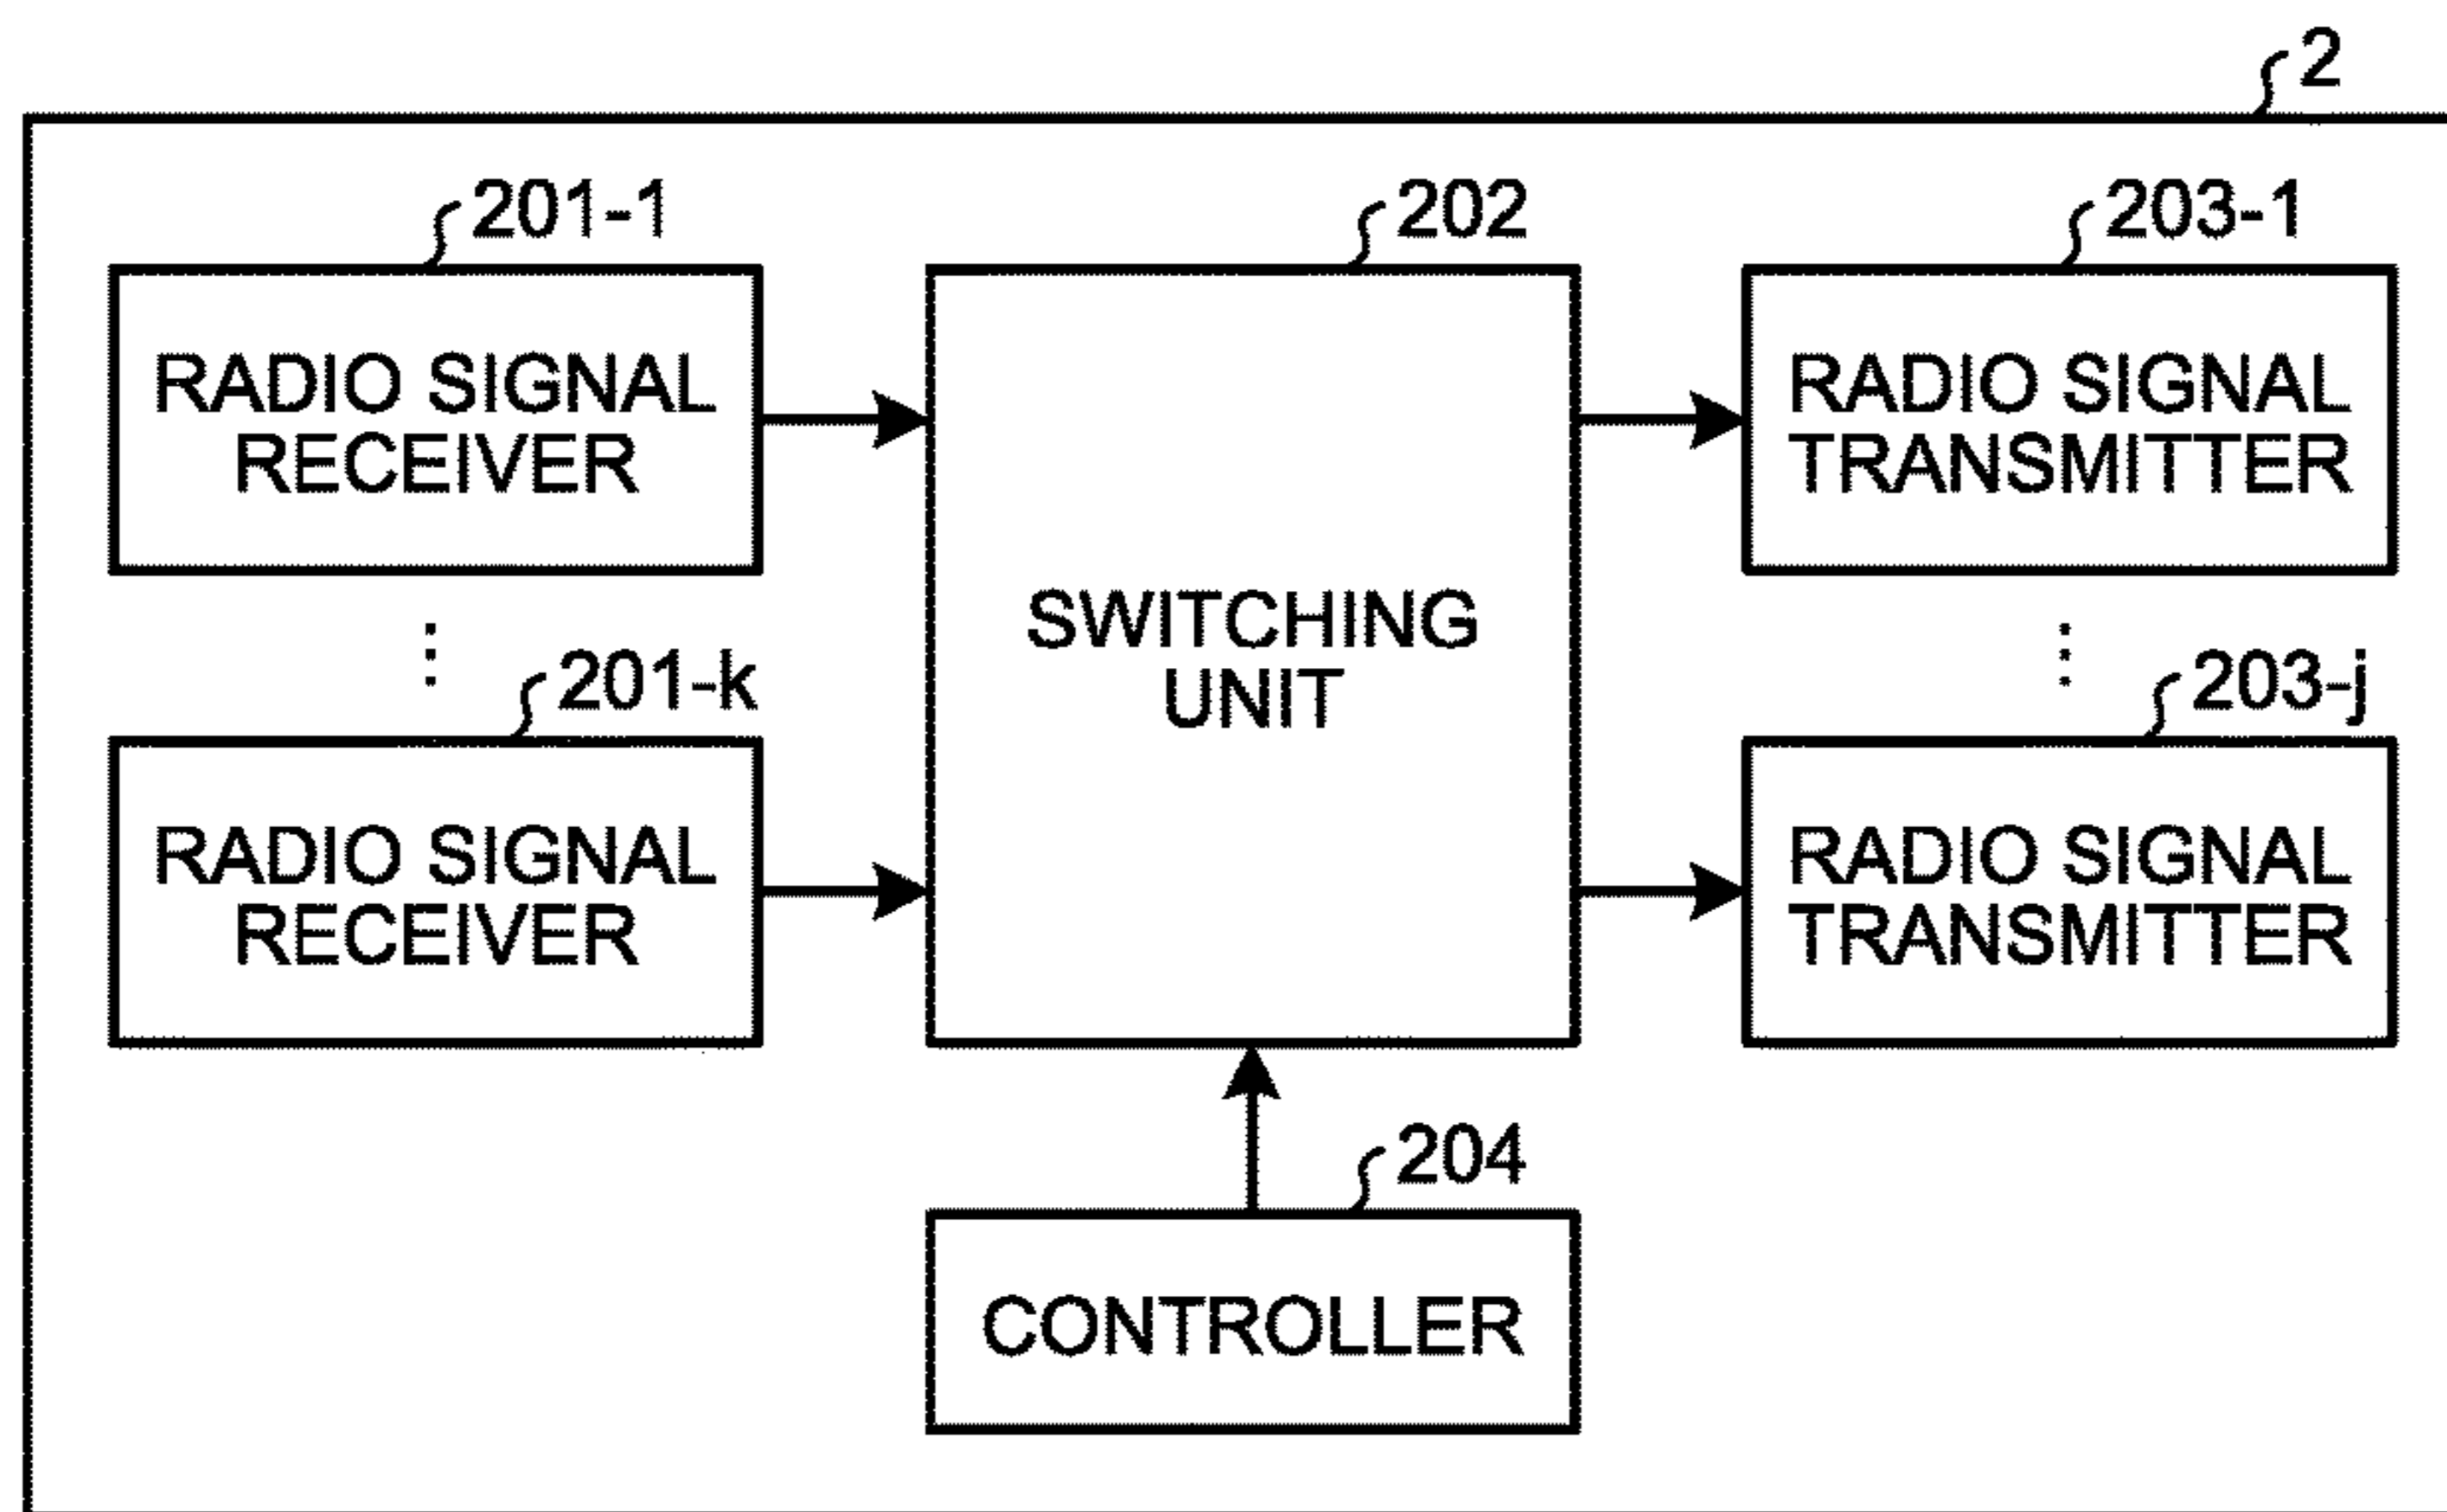 2
201-1
202
203-1
RADIO SIGNAL
RECEIVER
SWITCHING
UNIT
RADIO SIGNAL
TRANSMITTER
201-k
203-j
RADIO SIGNAL
RECEIVER
RADIO SIGNAL
TRANSMITTER
204
CONTROLLER